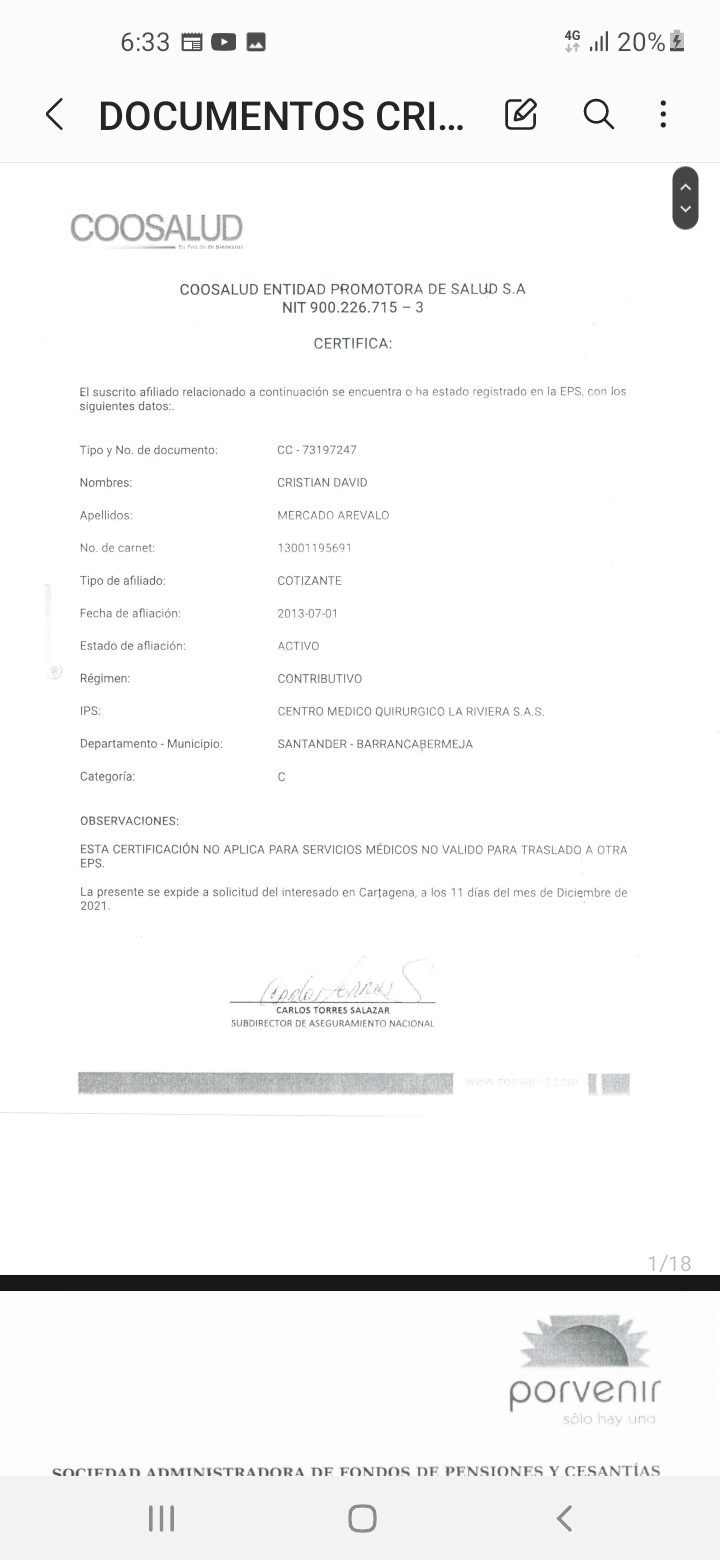 6:33
4G
20%
DOCUMENTOS CRI...
COOSALUD
En Pos de tu bienestar
COOSALUD ENTIDAD PROMOTORA DE SALUD S.A
NIT 900.226.715 – 3
CERTIFICA:
El suscrito afiliado relacionado a continuación se encuentra o ha estado registrado en la EPS, con los
siguientes datos:.
Tipo y No. de documento: CC - 73197247
Nombres: CRISTIAN DAVID
Apellidos: MERCADO AREVALO
No. de carnet: 13001195691
Tipo de afiliado: COTIZANTE
Fecha de afliación: 2013-07-01
Estado de afliación: ACTIVO
Régimen: CONTRIBUTIVO
IPS: CENTRO MEDICO QUIRURGICO LA RIVIERA S.A.S.
Departamento - Municipio: SANTANDER - BARRANCABERMEJA
Categoría: C
OBSERVACIONES:
ESTA CERTIFICACIÓN NO APLICA PARA SERVICIOS MÉDICOS NO VALIDO PARA TRASLADO A OTRA
EPS.
La presente se expide a solicitud del interesado en Cartagena, a los 11 días del mes de Diciembre de
2021.
Carlos Torres S
CARLOS TORRES SALAZAR
SUBDIRECTOR DE ASEGURAMIENTO NACIONAL
www.coosalud.com
1/18
porvenir
sólo hay uno
SOCIEDAD ADMINISTRADORA DE FONDOS DE PENSIONES Y CESANTÍAS